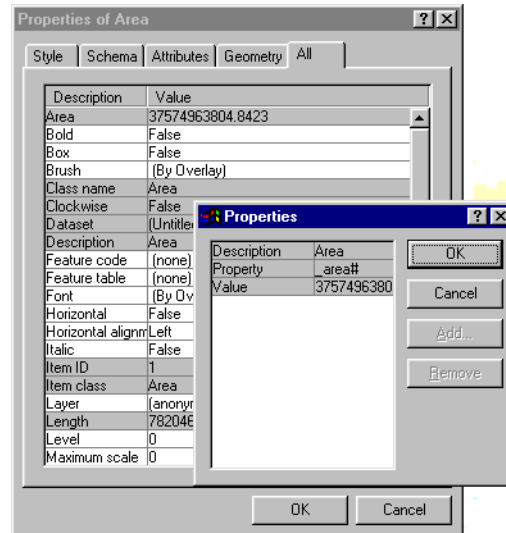 Properties of Area
Style Schema Attributes Geometry All
Description Value
Area 37574963804.8423
Bold False
Box False
Brush (By Overlay)
Class name Area
Clockwise False
Dataset (Untitle
Description Area
Feature code (none)
Feature table (none)
Font (By Ov
Horizontal False
Horizontal alignm Left
Italic False
Item ID 1
Item class Area
Layer (anonyr
Length 782046
Level 0
Maximum scale 0
OK Cancel
Properties
Description Area
Property _area#
Value 3757496380
OK
Cancel
Add...
Remove